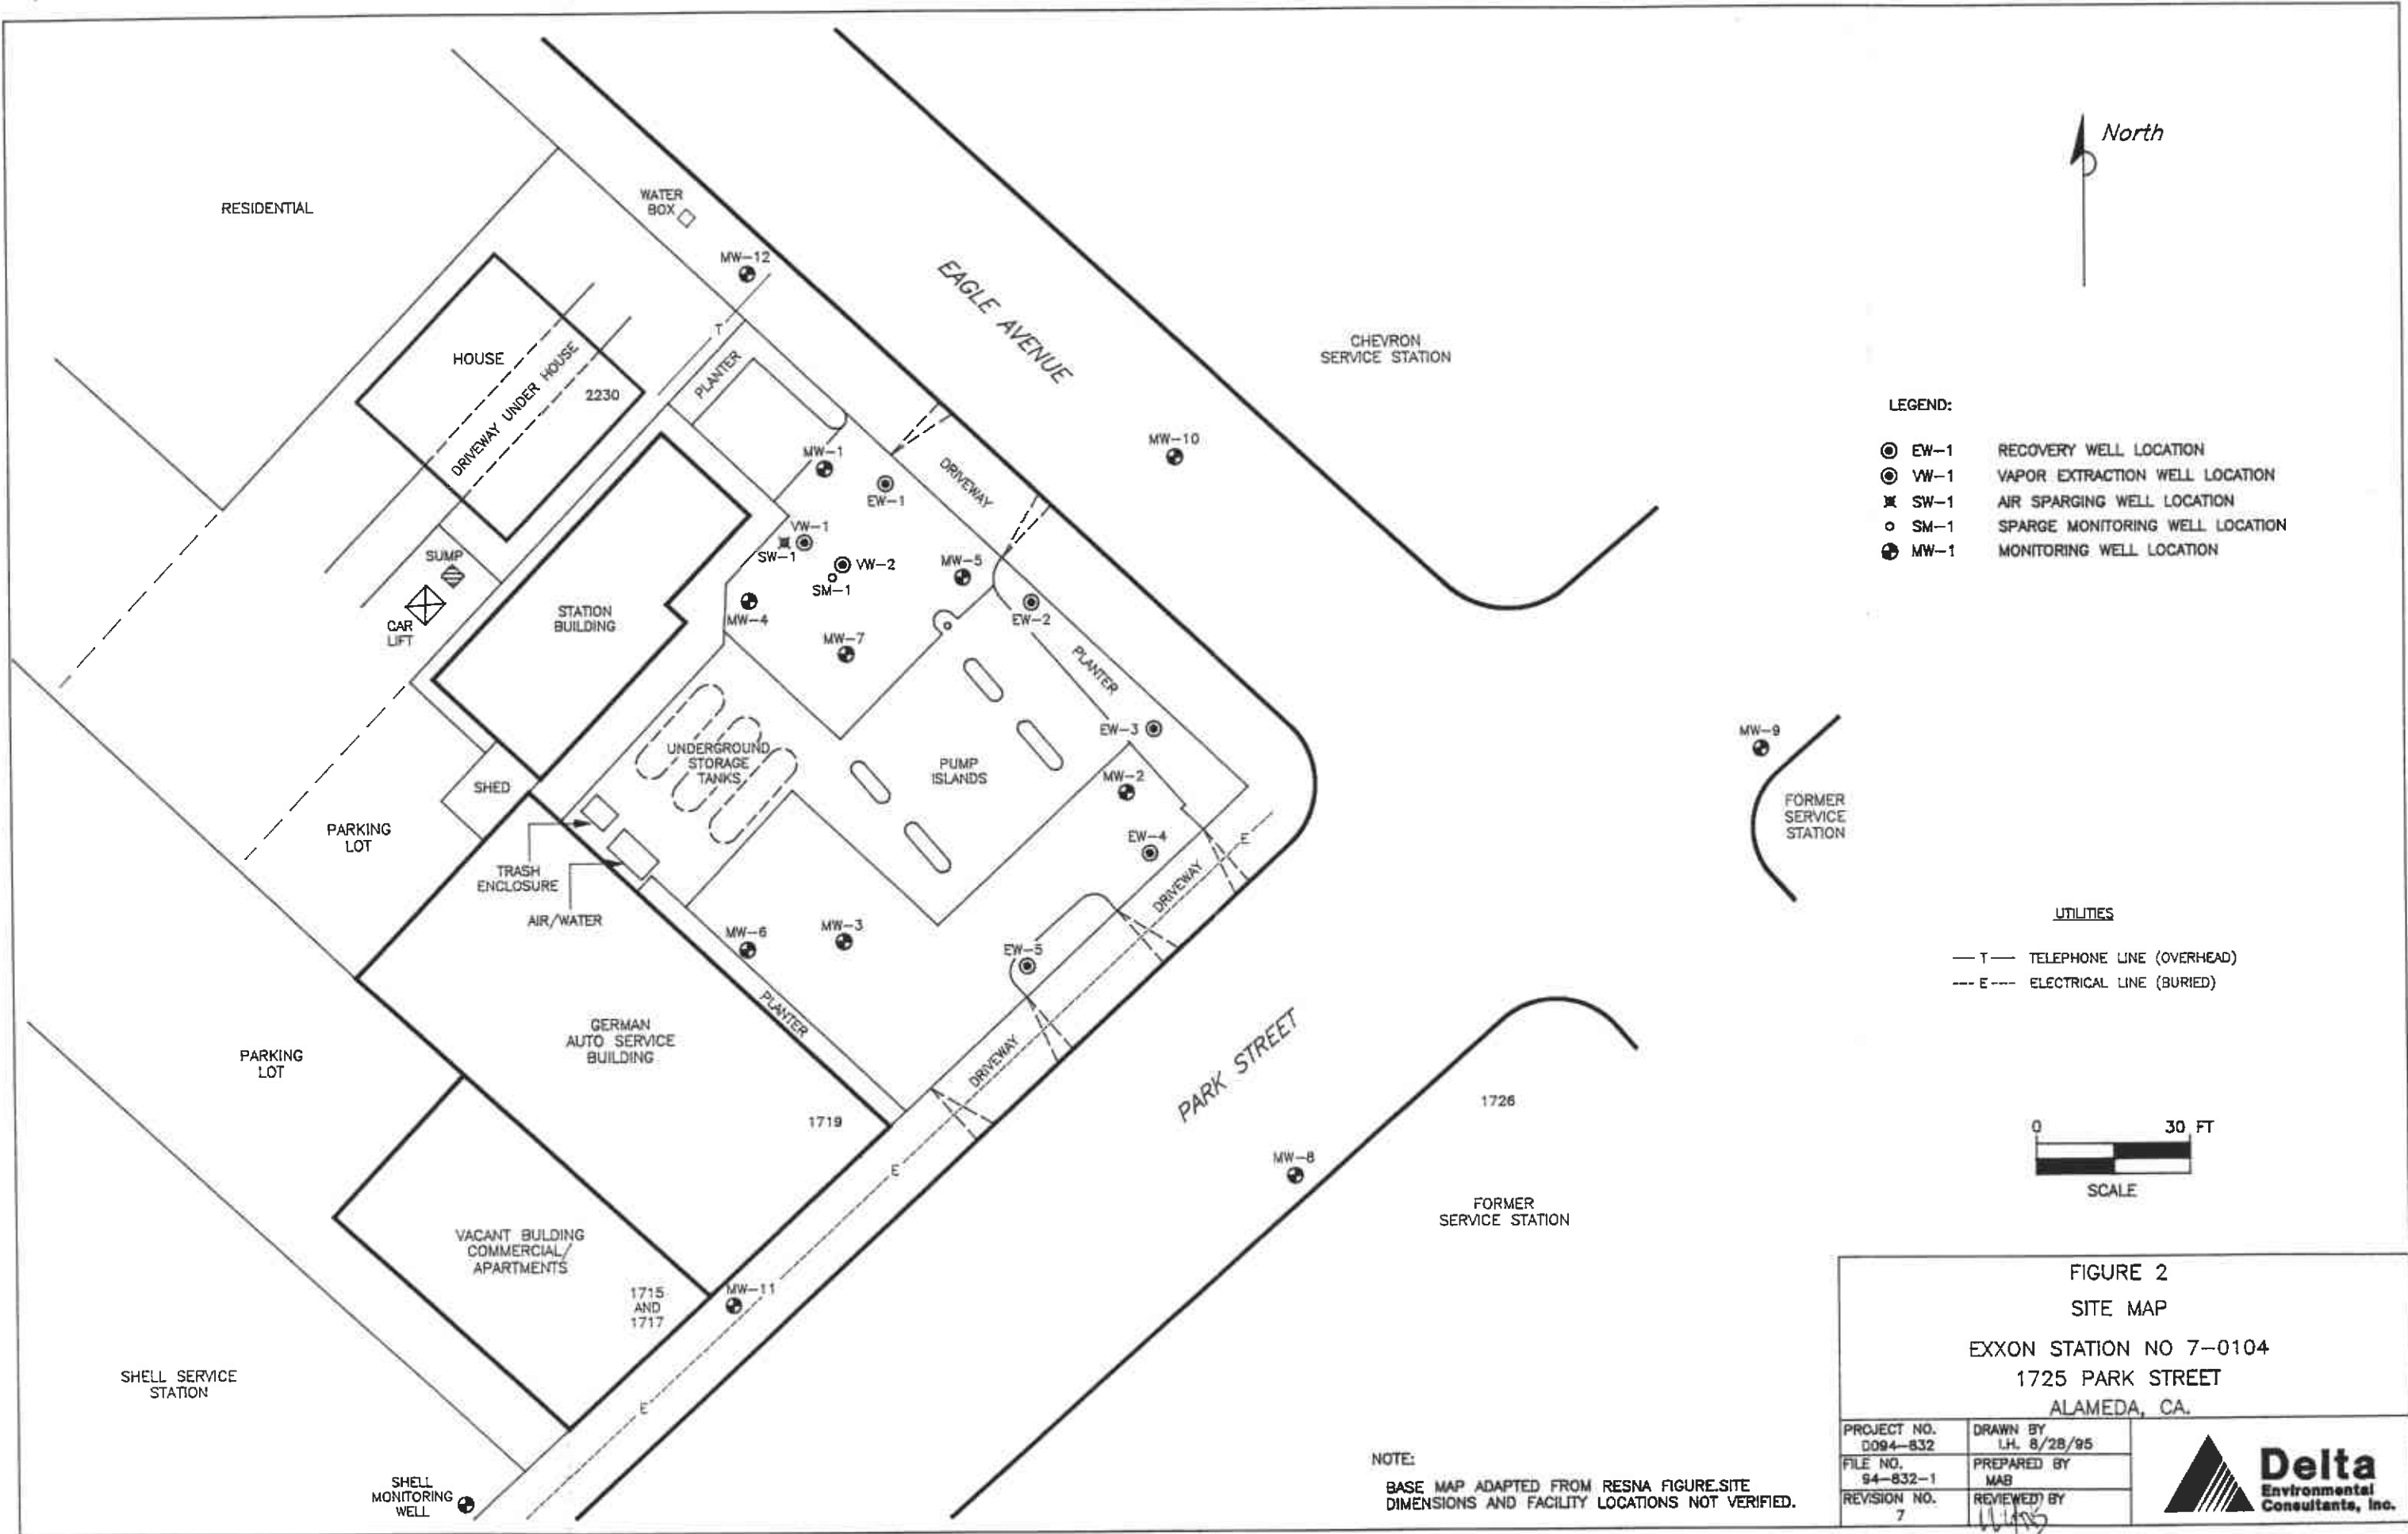 RESIDENTIAL
WATER
BOX
MW-12
EAGLE AVENUE
North
CHEVRON
SERVICE STATION
HOUSE
DRIVEWAY UNDER HOUSE
2230
T
PLANTER
MW-1
EW-1
DRIVEWAY
MW-10
LEGEND:
EW-1 RECOVERY WELL LOCATION
VW-1 VAPOR EXTRACTION WELL LOCATION
SW-1 AIR SPARGING WELL LOCATION
SM-1 SPARGE MONITORING WELL LOCATION
MW-1 MONITORING WELL LOCATION
VW-1
SW-1
VW-2
SM-1
MW-5
SUMP
CAR
LIFT
STATION
BUILDING
MW-4
MW-7
EW-2
PLANTER
EW-3
MW-9
UNDERGROUND
STORAGE
TANKS
PUMP
ISLANDS
MW-2
SHED
FORMER
SERVICE
STATION
PARKING
LOT
EW-4
E
TRASH
ENCLOSURE
DRIVEWAY
AIR/WATER
MW-6
MW-3
EW-5
UTILITIES
T TELEPHONE LINE (OVERHEAD)
E ELECTRICAL LINE (BURIED)
PLANTER
GERMAN
AUTO SERVICE
BUILDING
PARKING
LOT
DRIVEWAY
PARK STREET
1726
1719
0 30 FT
SCALE
MW-8
E
FORMER
SERVICE STATION
VACANT BULDING
COMMERCIAL/
APARTMENTS
1715
AND
1717
MW-11
SHELL SERVICE
STATION
E
SHELL
MONITORING
WELL
NOTE:
BASE MAP ADAPTED FROM RESNA FIGURE.SITE
DIMENSIONS AND FACILITY LOCATIONS NOT VERIFIED.
FIGURE 2
SITE MAP
EXXON STATION NO 7-0104
1725 PARK STREET
ALAMEDA, CA.
PROJECT NO.
D094-832
DRAWN BY
I.H. 8/28/95
FILE NO.
94-832-1
PREPARED BY
MAB
REVISION NO.
7
REVIEWED BY
Delta
Environmental
Consultants, Inc.